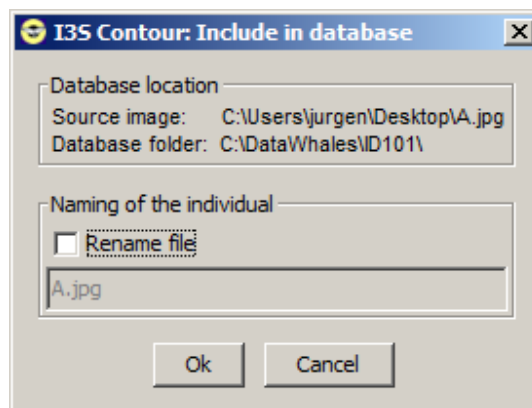 I3S Contour: Include in database
Database location
Source image: C:\Users\jurgen\Desktop\A.jpg
Database folder: C:\DataWhales\ID101\
Naming of the individual
Rename file
A.jpg
Ok Cancel